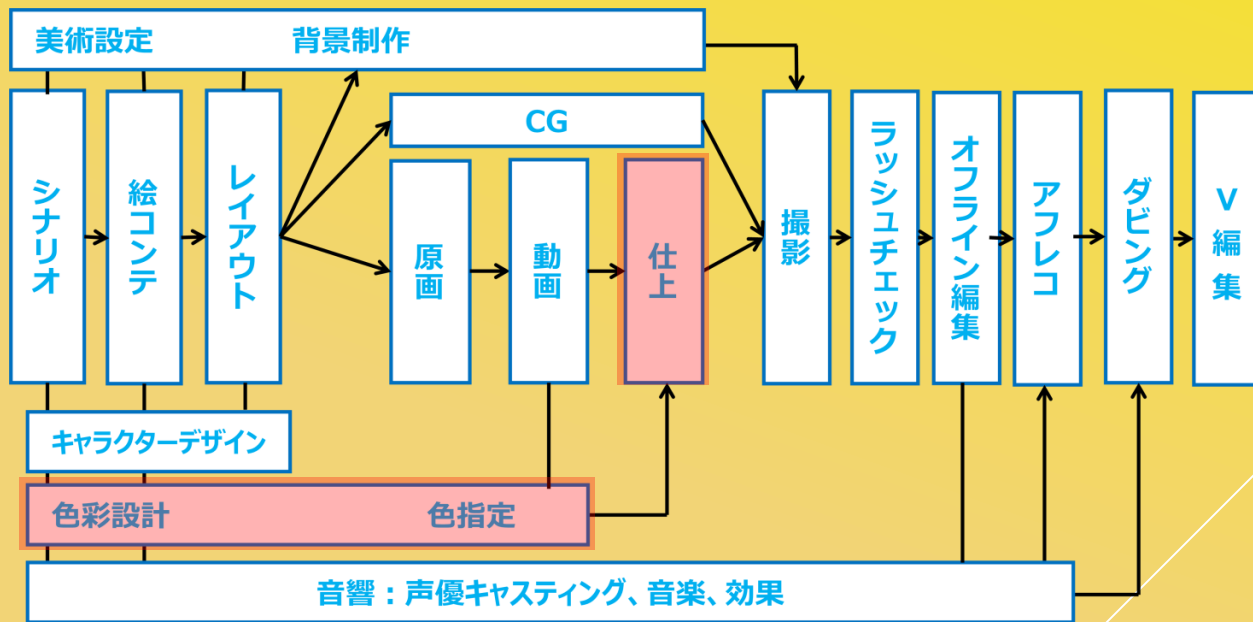 美術設定 背景制作
CG
シナリオ
絵コンテ
レイアウト
原画
動画
仕上
撮影
ラッシュチェック
オフライン編集
アフレコ
ダビング
V編集
キャラクターデザイン
色彩設計 色指定
音響：声優キャスティング、音楽、効果